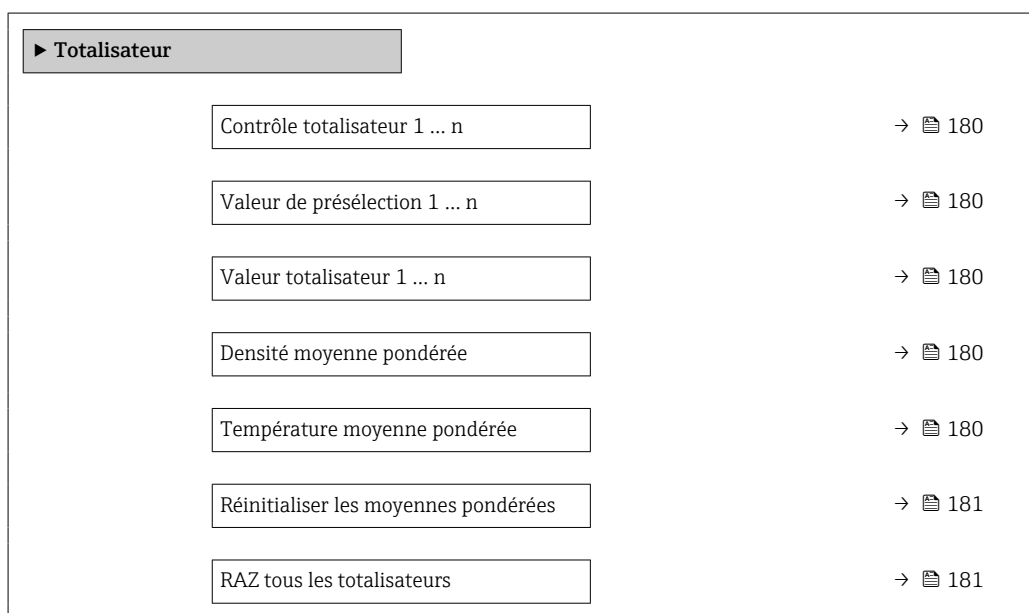 ▶ Totalisateur
Contrôle totalisateur 1 … n → 🖹 180
Valeur de présélection 1 … n → 🖹 180
Valeur totalisateur 1 … n → 🖹 180
Densité moyenne pondérée → 🖹 180
Température moyenne pondérée → 🖹 180
Réinitialiser les moyennes pondérées → 🖹 181
RAZ tous les totalisateurs → 🖹 181